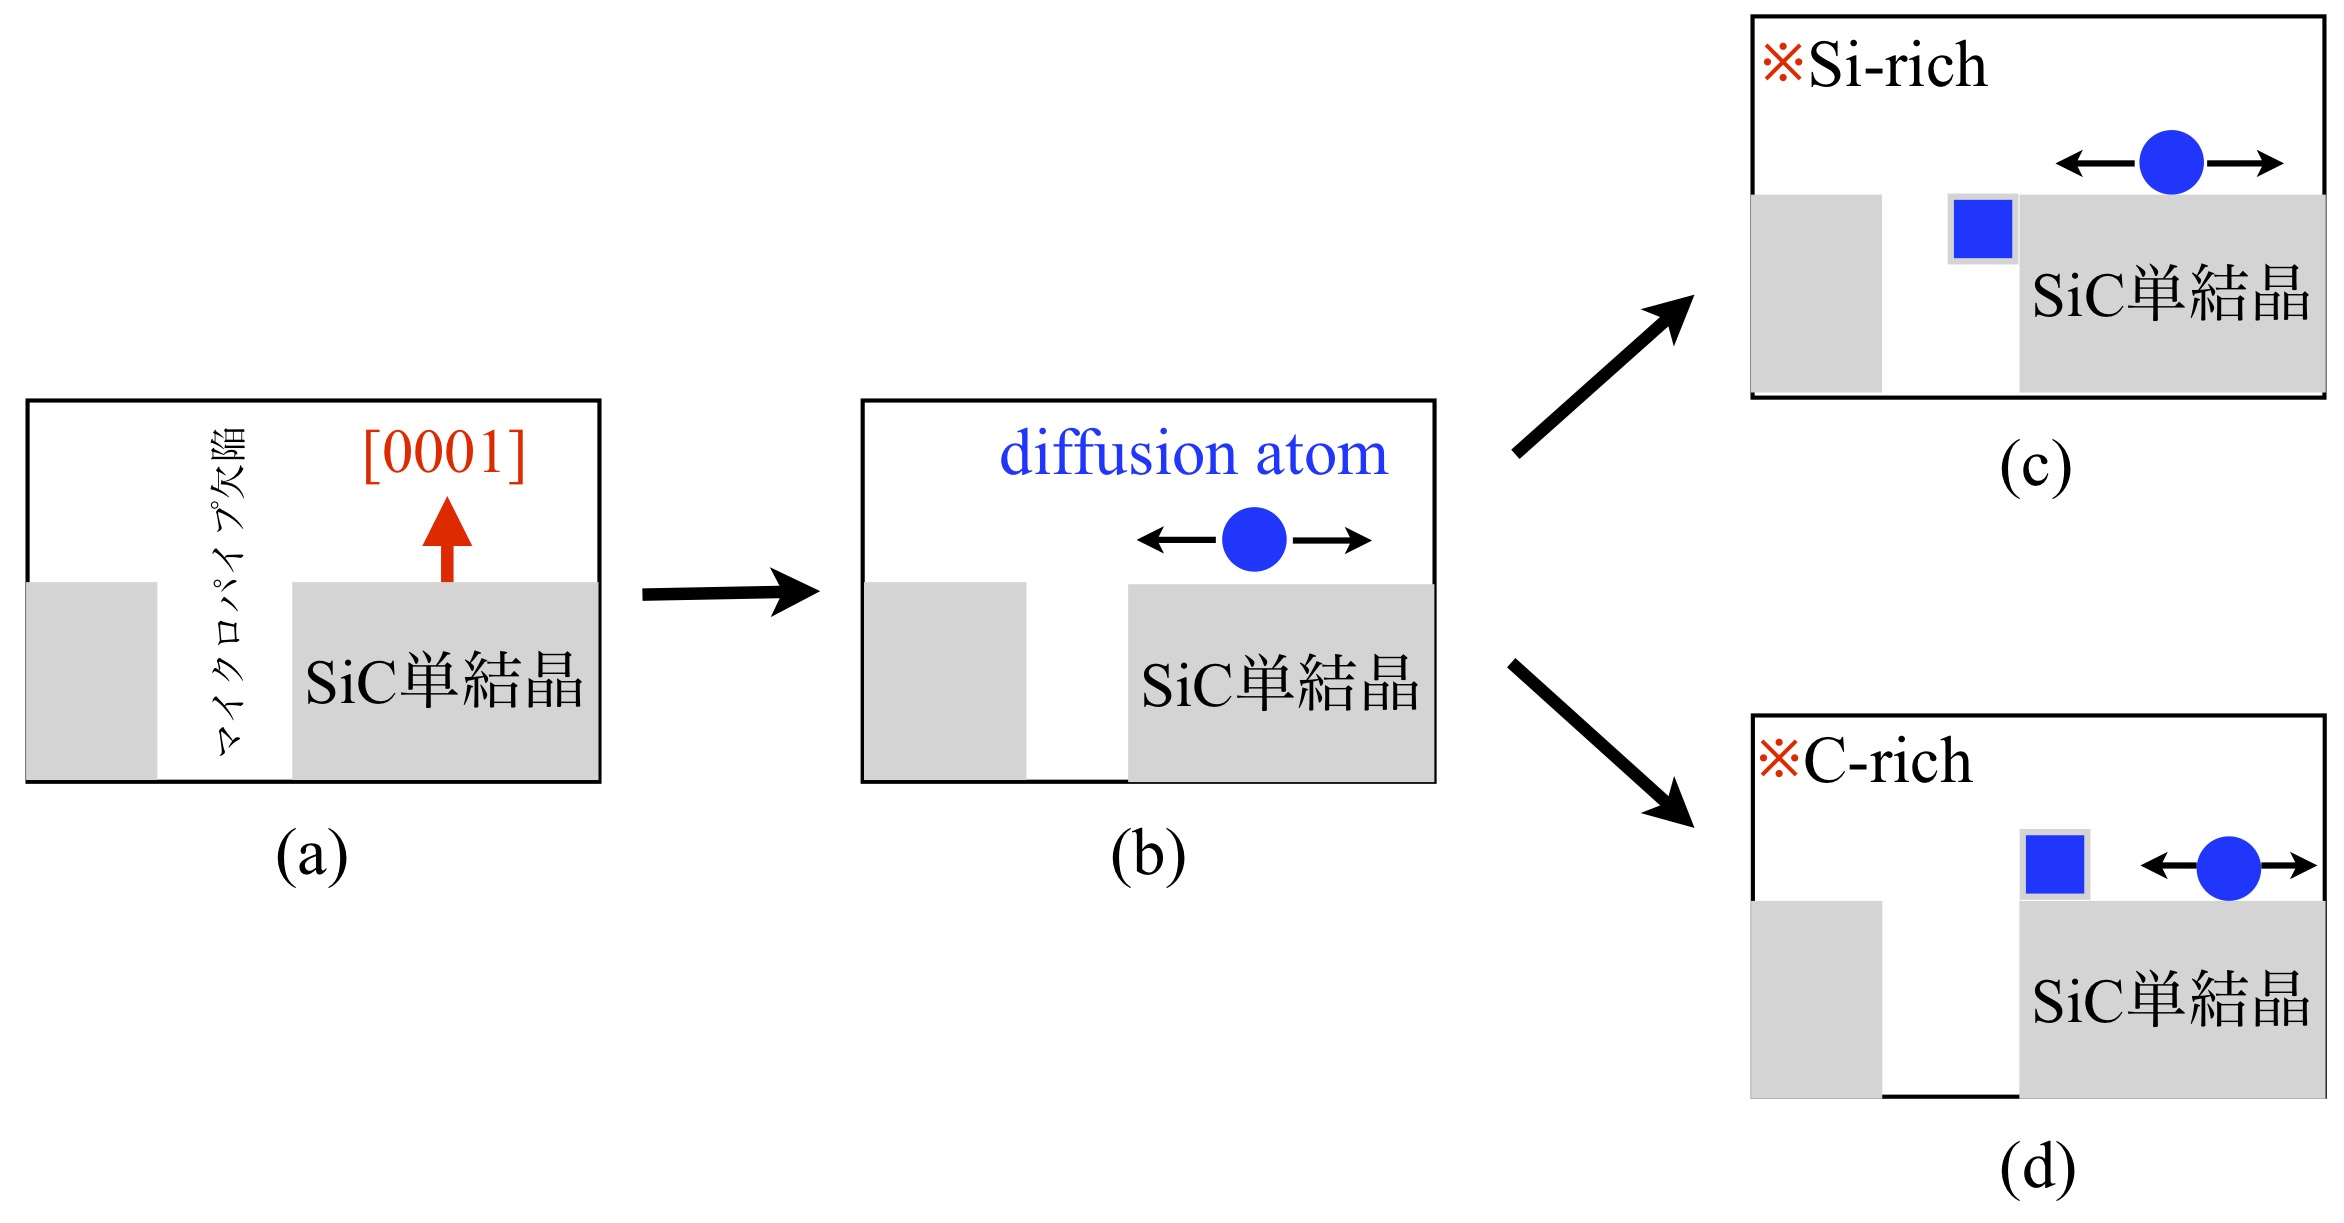 マイクロパイプ欠陥
[0001]
SiC単結晶
(a)
diffusion atom
SiC単結晶
(b)
※Si-rich
SiC単結晶
(c)
※C-rich
SiC単結晶
(d)